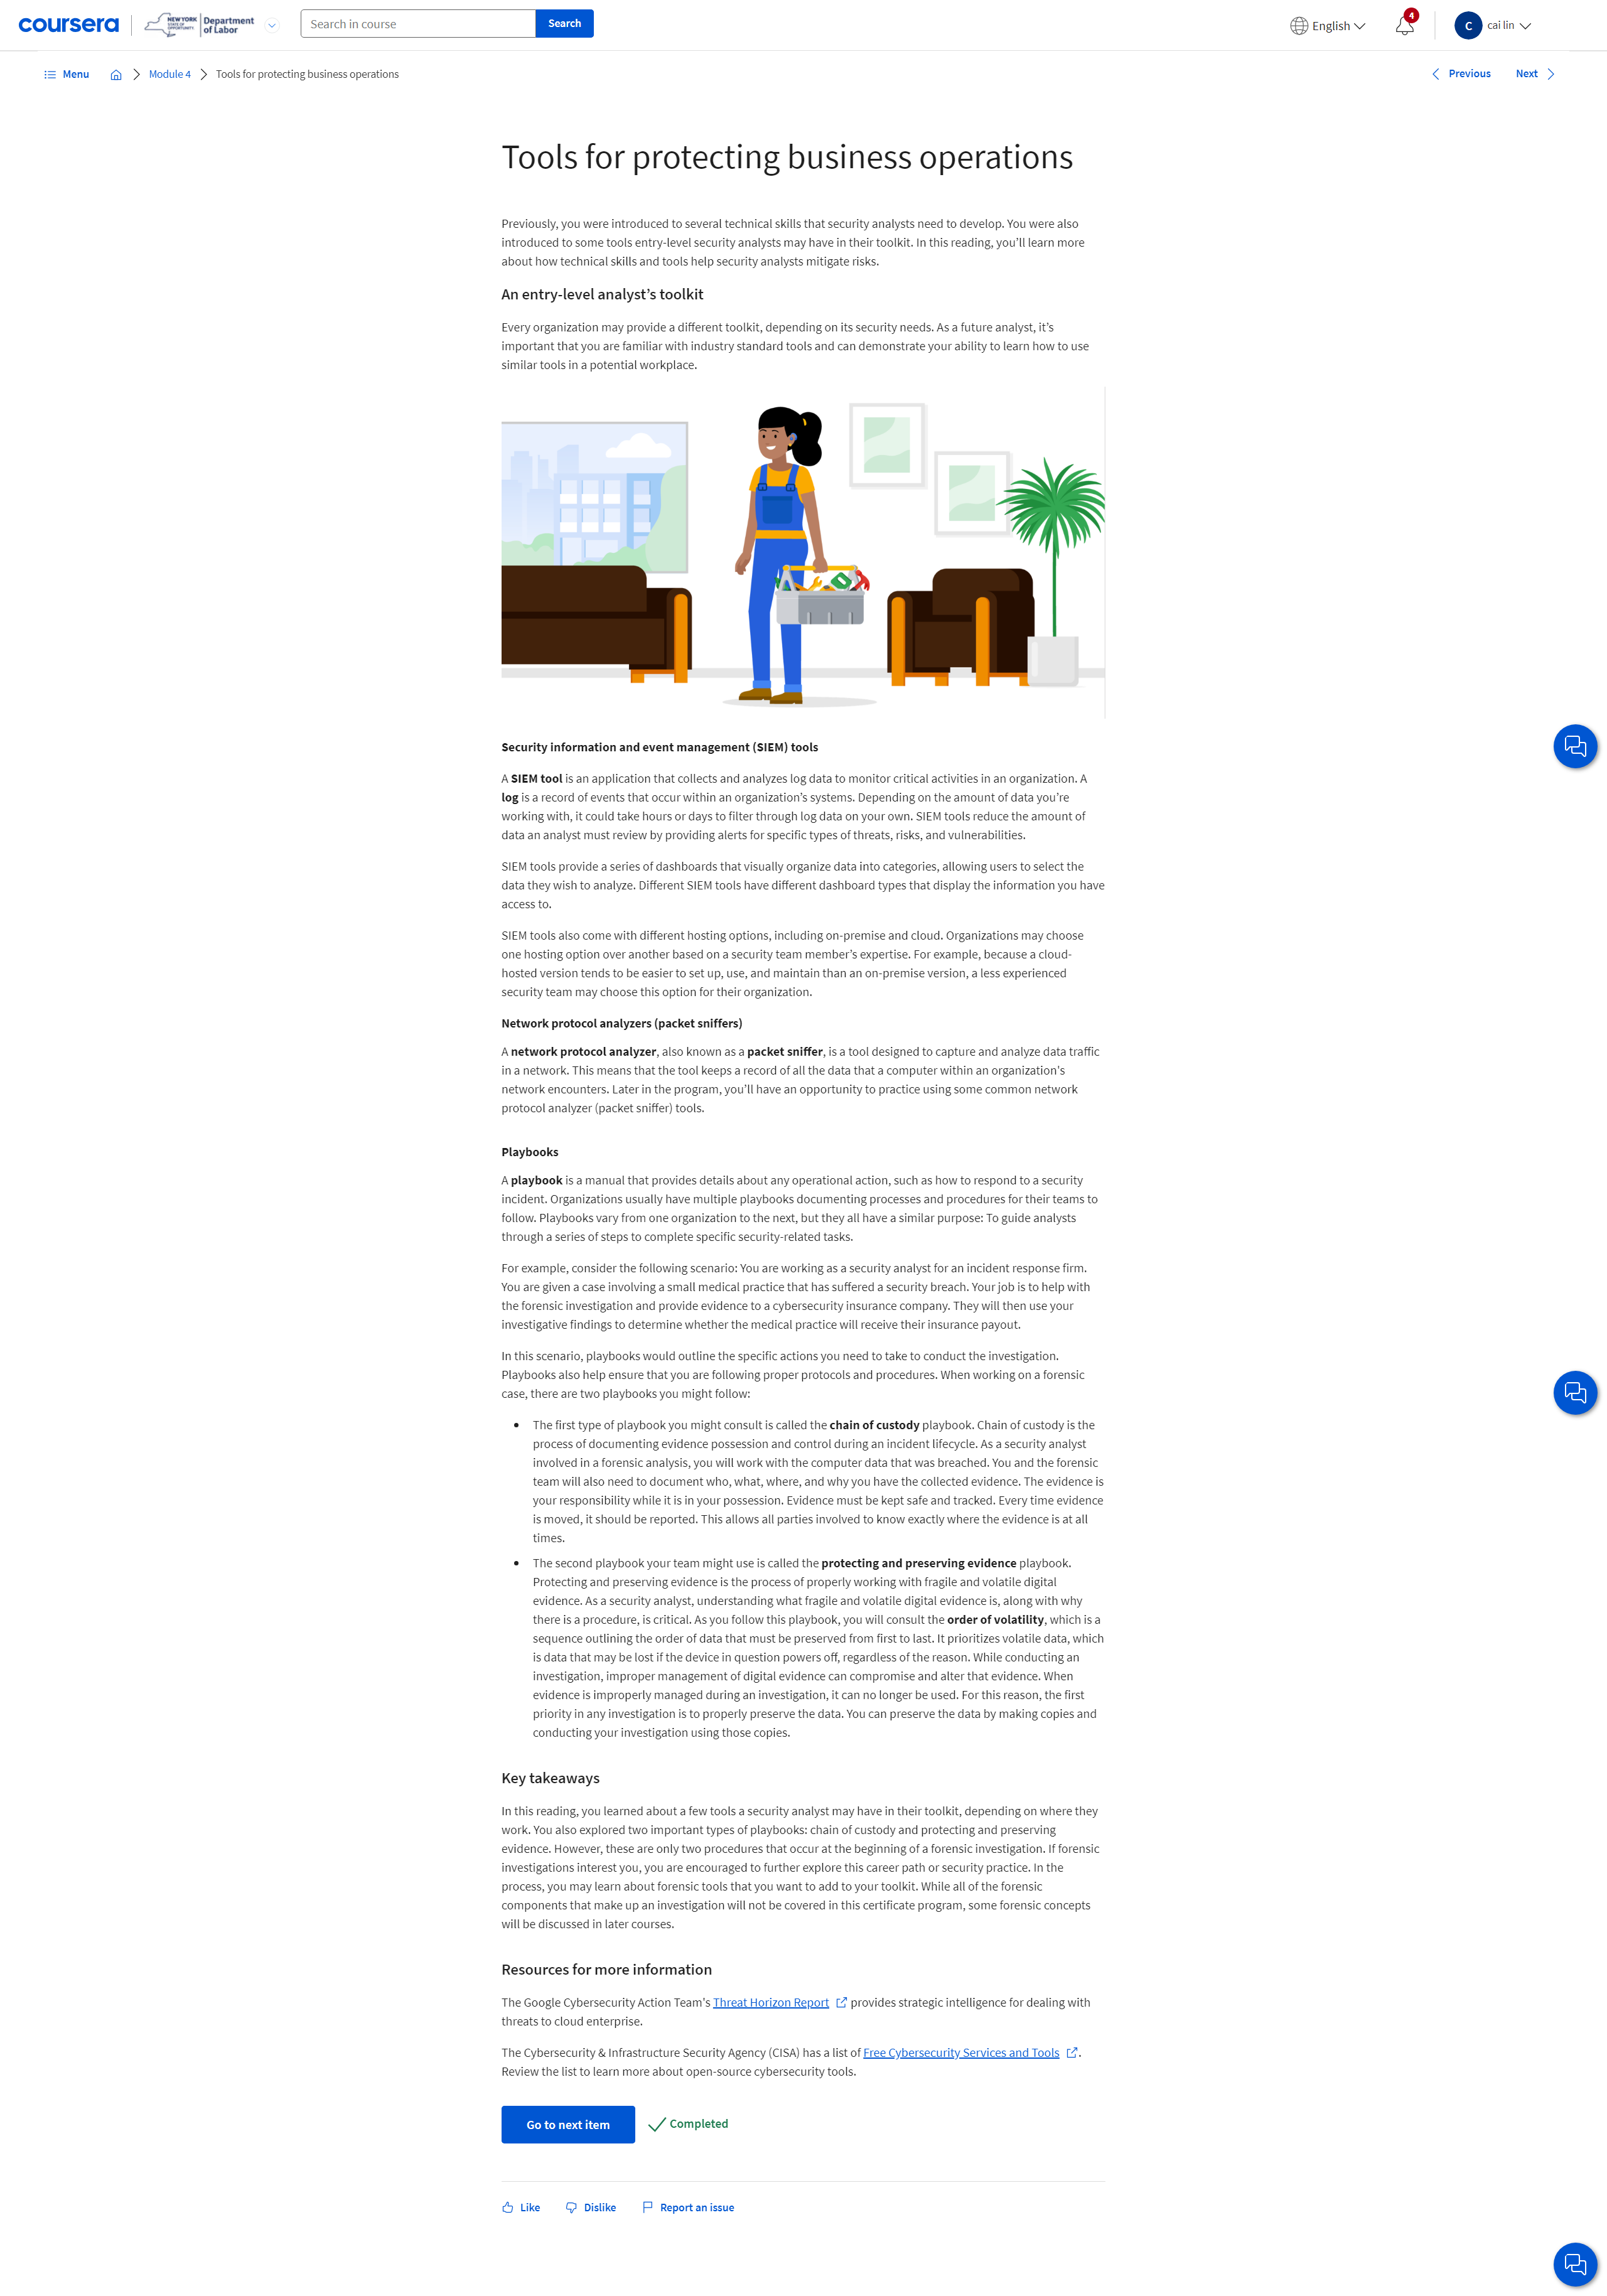 coursera
NEW YORK
STATE OF
OPPORTUNITY
Department
of Labor
Search in course
Search
English
4
C
cai lin
Menu
Module 4
Tools for protecting business operations
Previous
Next
Tools for protecting business operations
Previously, you were introduced to several technical skills that security analysts need to develop. You were also
introduced to some tools entry-level security analysts may have in their toolkit. In this reading, you’ll learn more
about how technical skills and tools help security analysts mitigate risks.
An entry-level analyst’s toolkit
Every organization may provide a different toolkit, depending on its security needs. As a future analyst, it’s
important that you are familiar with industry standard tools and can demonstrate your ability to learn how to use
similar tools in a potential workplace.
Security information and event management (SIEM) tools
A SIEM tool is an application that collects and analyzes log data to monitor critical activities in an organization. A
log is a record of events that occur within an organization’s systems. Depending on the amount of data you’re
working with, it could take hours or days to filter through log data on your own. SIEM tools reduce the amount of
data an analyst must review by providing alerts for specific types of threats, risks, and vulnerabilities.
SIEM tools provide a series of dashboards that visually organize data into categories, allowing users to select the
data they wish to analyze. Different SIEM tools have different dashboard types that display the information you have
access to.
SIEM tools also come with different hosting options, including on-premise and cloud. Organizations may choose
one hosting option over another based on a security team member’s expertise. For example, because a cloud-
hosted version tends to be easier to set up, use, and maintain than an on-premise version, a less experienced
security team may choose this option for their organization.
Network protocol analyzers (packet sniffers)
A network protocol analyzer, also known as a packet sniffer, is a tool designed to capture and analyze data traffic
in a network. This means that the tool keeps a record of all the data that a computer within an organization's
network encounters. Later in the program, you’ll have an opportunity to practice using some common network
protocol analyzer (packet sniffer) tools.
Playbooks
A playbook is a manual that provides details about any operational action, such as how to respond to a security
incident. Organizations usually have multiple playbooks documenting processes and procedures for their teams to
follow. Playbooks vary from one organization to the next, but they all have a similar purpose: To guide analysts
through a series of steps to complete specific security-related tasks.
For example, consider the following scenario: You are working as a security analyst for an incident response firm.
You are given a case involving a small medical practice that has suffered a security breach. Your job is to help with
the forensic investigation and provide evidence to a cybersecurity insurance company. They will then use your
investigative findings to determine whether the medical practice will receive their insurance payout.
In this scenario, playbooks would outline the specific actions you need to take to conduct the investigation.
Playbooks also help ensure that you are following proper protocols and procedures. When working on a forensic
case, there are two playbooks you might follow:
• The first type of playbook you might consult is called the chain of custody playbook. Chain of custody is the
process of documenting evidence possession and control during an incident lifecycle. As a security analyst
involved in a forensic analysis, you will work with the computer data that was breached. You and the forensic
team will also need to document who, what, where, and why you have the collected evidence. The evidence is
your responsibility while it is in your possession. Evidence must be kept safe and tracked. Every time evidence
is moved, it should be reported. This allows all parties involved to know exactly where the evidence is at all
times.
• The second playbook your team might use is called the protecting and preserving evidence playbook.
Protecting and preserving evidence is the process of properly working with fragile and volatile digital
evidence. As a security analyst, understanding what fragile and volatile digital evidence is, along with why
there is a procedure, is critical. As you follow this playbook, you will consult the order of volatility, which is a
sequence outlining the order of data that must be preserved from first to last. It prioritizes volatile data, which
is data that may be lost if the device in question powers off, regardless of the reason. While conducting an
investigation, improper management of digital evidence can compromise and alter that evidence. When
evidence is improperly managed during an investigation, it can no longer be used. For this reason, the first
priority in any investigation is to properly preserve the data. You can preserve the data by making copies and
conducting your investigation using those copies.
Key takeaways
In this reading, you learned about a few tools a security analyst may have in their toolkit, depending on where they
work. You also explored two important types of playbooks: chain of custody and protecting and preserving
evidence. However, these are only two procedures that occur at the beginning of a forensic investigation. If forensic
investigations interest you, you are encouraged to further explore this career path or security practice. In the
process, you may learn about forensic tools that you want to add to your toolkit. While all of the forensic
components that make up an investigation will not be covered in this certificate program, some forensic concepts
will be discussed in later courses.
Resources for more information
The Google Cybersecurity Action Team's Threat Horizon Report provides strategic intelligence for dealing with
threats to cloud enterprise.
The Cybersecurity & Infrastructure Security Agency (CISA) has a list of Free Cybersecurity Services and Tools.
Review the list to learn more about open-source cybersecurity tools.
Go to next item
Completed
Like
Dislike
Report an issue